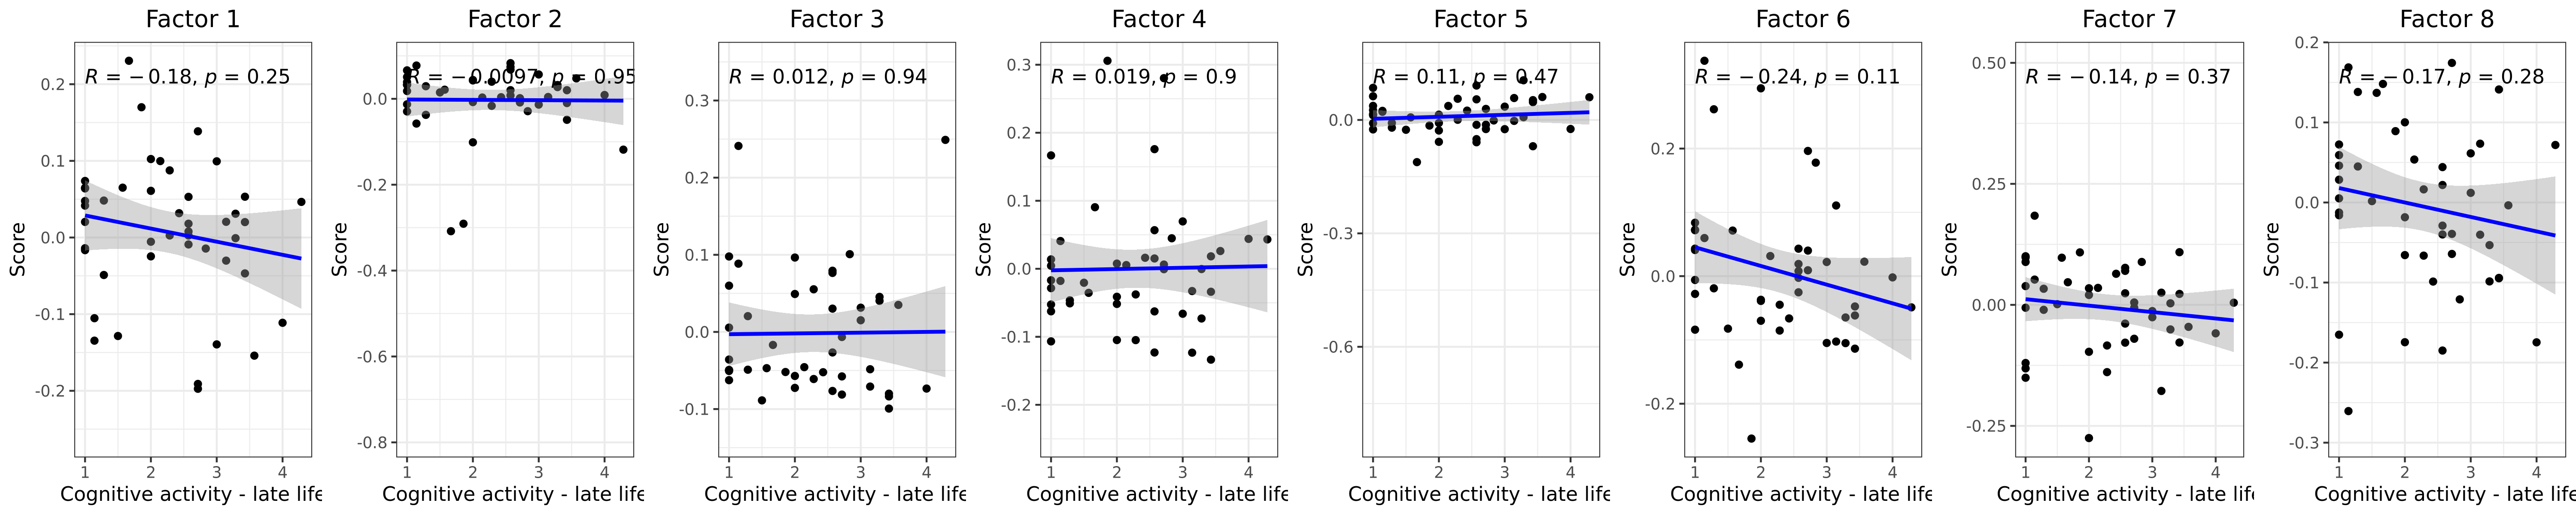 Factor 1
Factor 2
Factor 3
Factor 4
Factor 5
Factor 6
Factor 7
Factor 8
R = −0.18, p = 0.25
R = −0.0097, p = 0.95
R = 0.012, p = 0.94
R = 0.019, p = 0.9
R = 0.11, p = 0.47
R = −0.24, p = 0.11
R = −0.14, p = 0.37
R = −0.17, p = 0.28
Score
0.2
0.1
0.0
-0.1
-0.2
1 2 3 4
Cognitive activity - late life
Score
0.0
-0.2
-0.4
-0.6
-0.8
1 2 3 4
Cognitive activity - late life
Score
0.3
0.2
0.1
0.0
-0.1
1 2 3 4
Cognitive activity - late life
Score
0.3
0.2
0.1
0.0
-0.1
-0.2
1 2 3 4
Cognitive activity - late life
Score
0.0
-0.3
-0.6
1 2 3 4
Cognitive activity - late life
Score
0.2
0.0
-0.2
1 2 3 4
Cognitive activity - late life
Score
0.50
0.25
0.00
-0.25
1 2 3 4
Cognitive activity - late life
Score
0.2
0.1
0.0
-0.1
-0.2
-0.3
1 2 3 4
Cognitive activity - late life